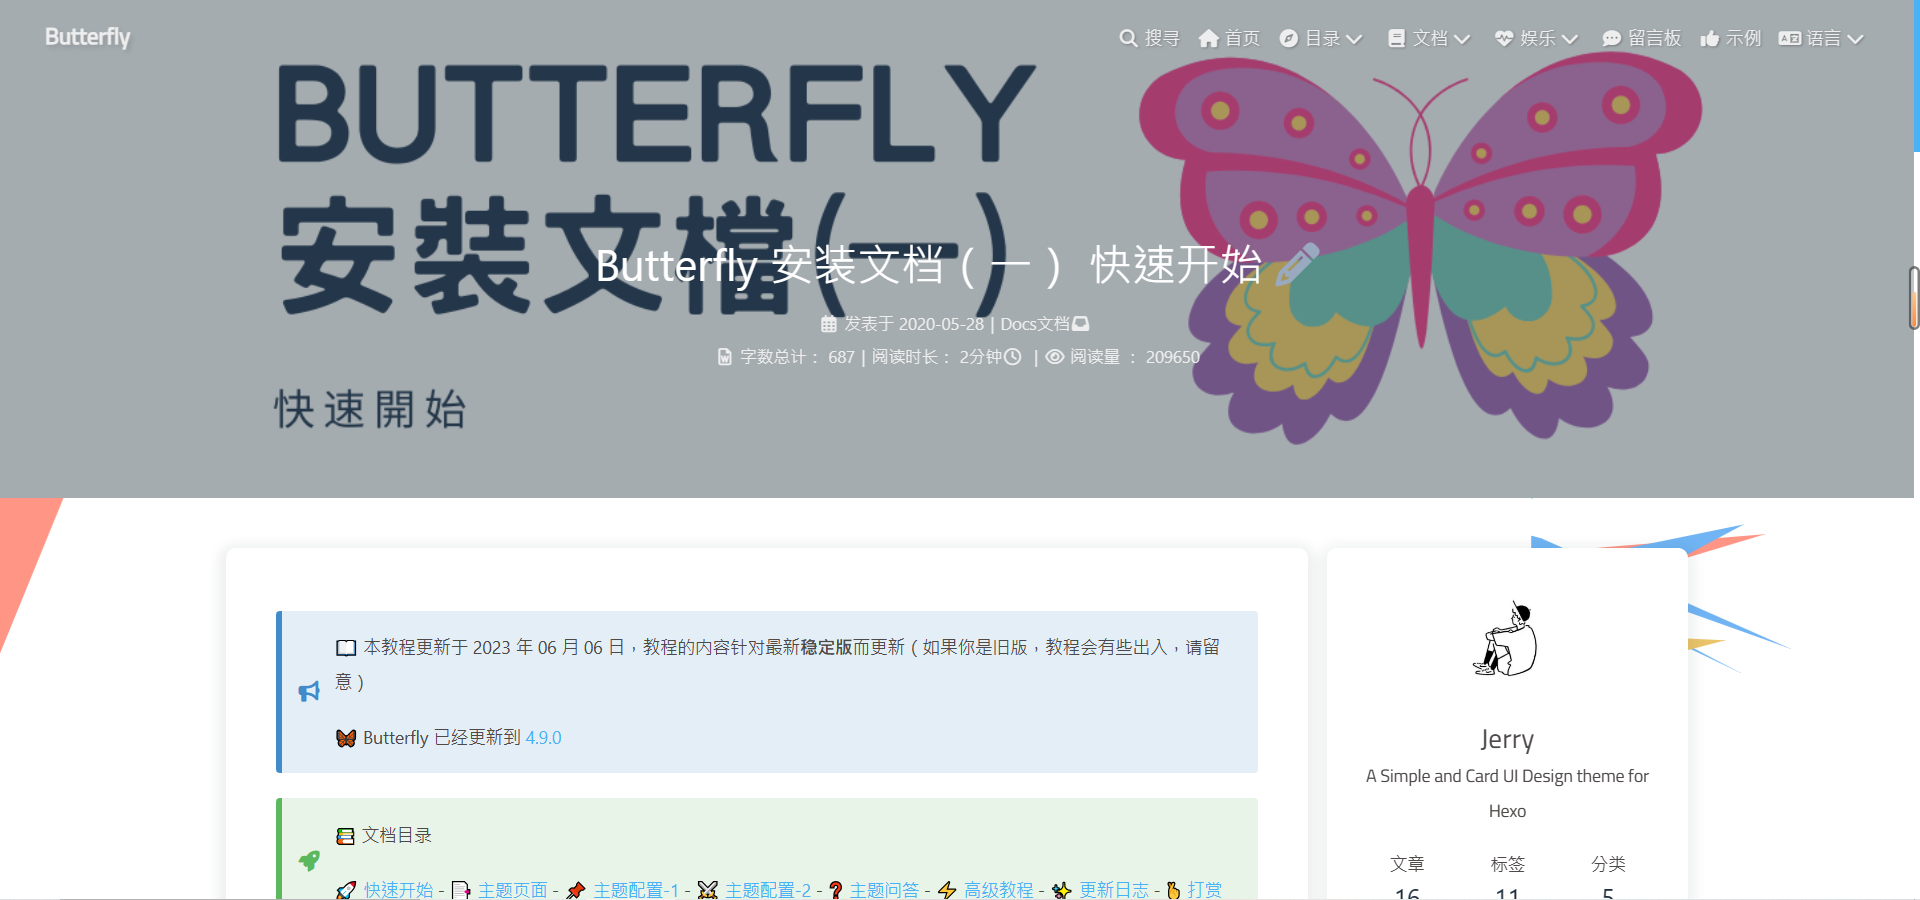 Butterfly
搜寻 首页 目录 文档 娱乐 留言板 示例 语言
BUTTERFLY
安裝文檔(一)
Butterfly 安装文档（一） 快速开始
发表于 2020-05-28 | Docs文档
字数总计： 687 | 阅读时长： 2分钟 | 阅读量 ： 209650
快速開始
本教程更新于 2023 年 06 月 06 日，教程的内容针对最新稳定版而更新（如果你是旧版，教程会有些出入，请留
意）
Butterfly 已经更新到 4.9.0
文档目录
快速开始 - 主题页面 - 主题配置-1 - 主题配置-2 - 主题问答 - 高级教程 - 更新日志 - 打赏
Jerry
A Simple and Card UI Design theme for
Hexo
文章 标签 分类
16 11 5